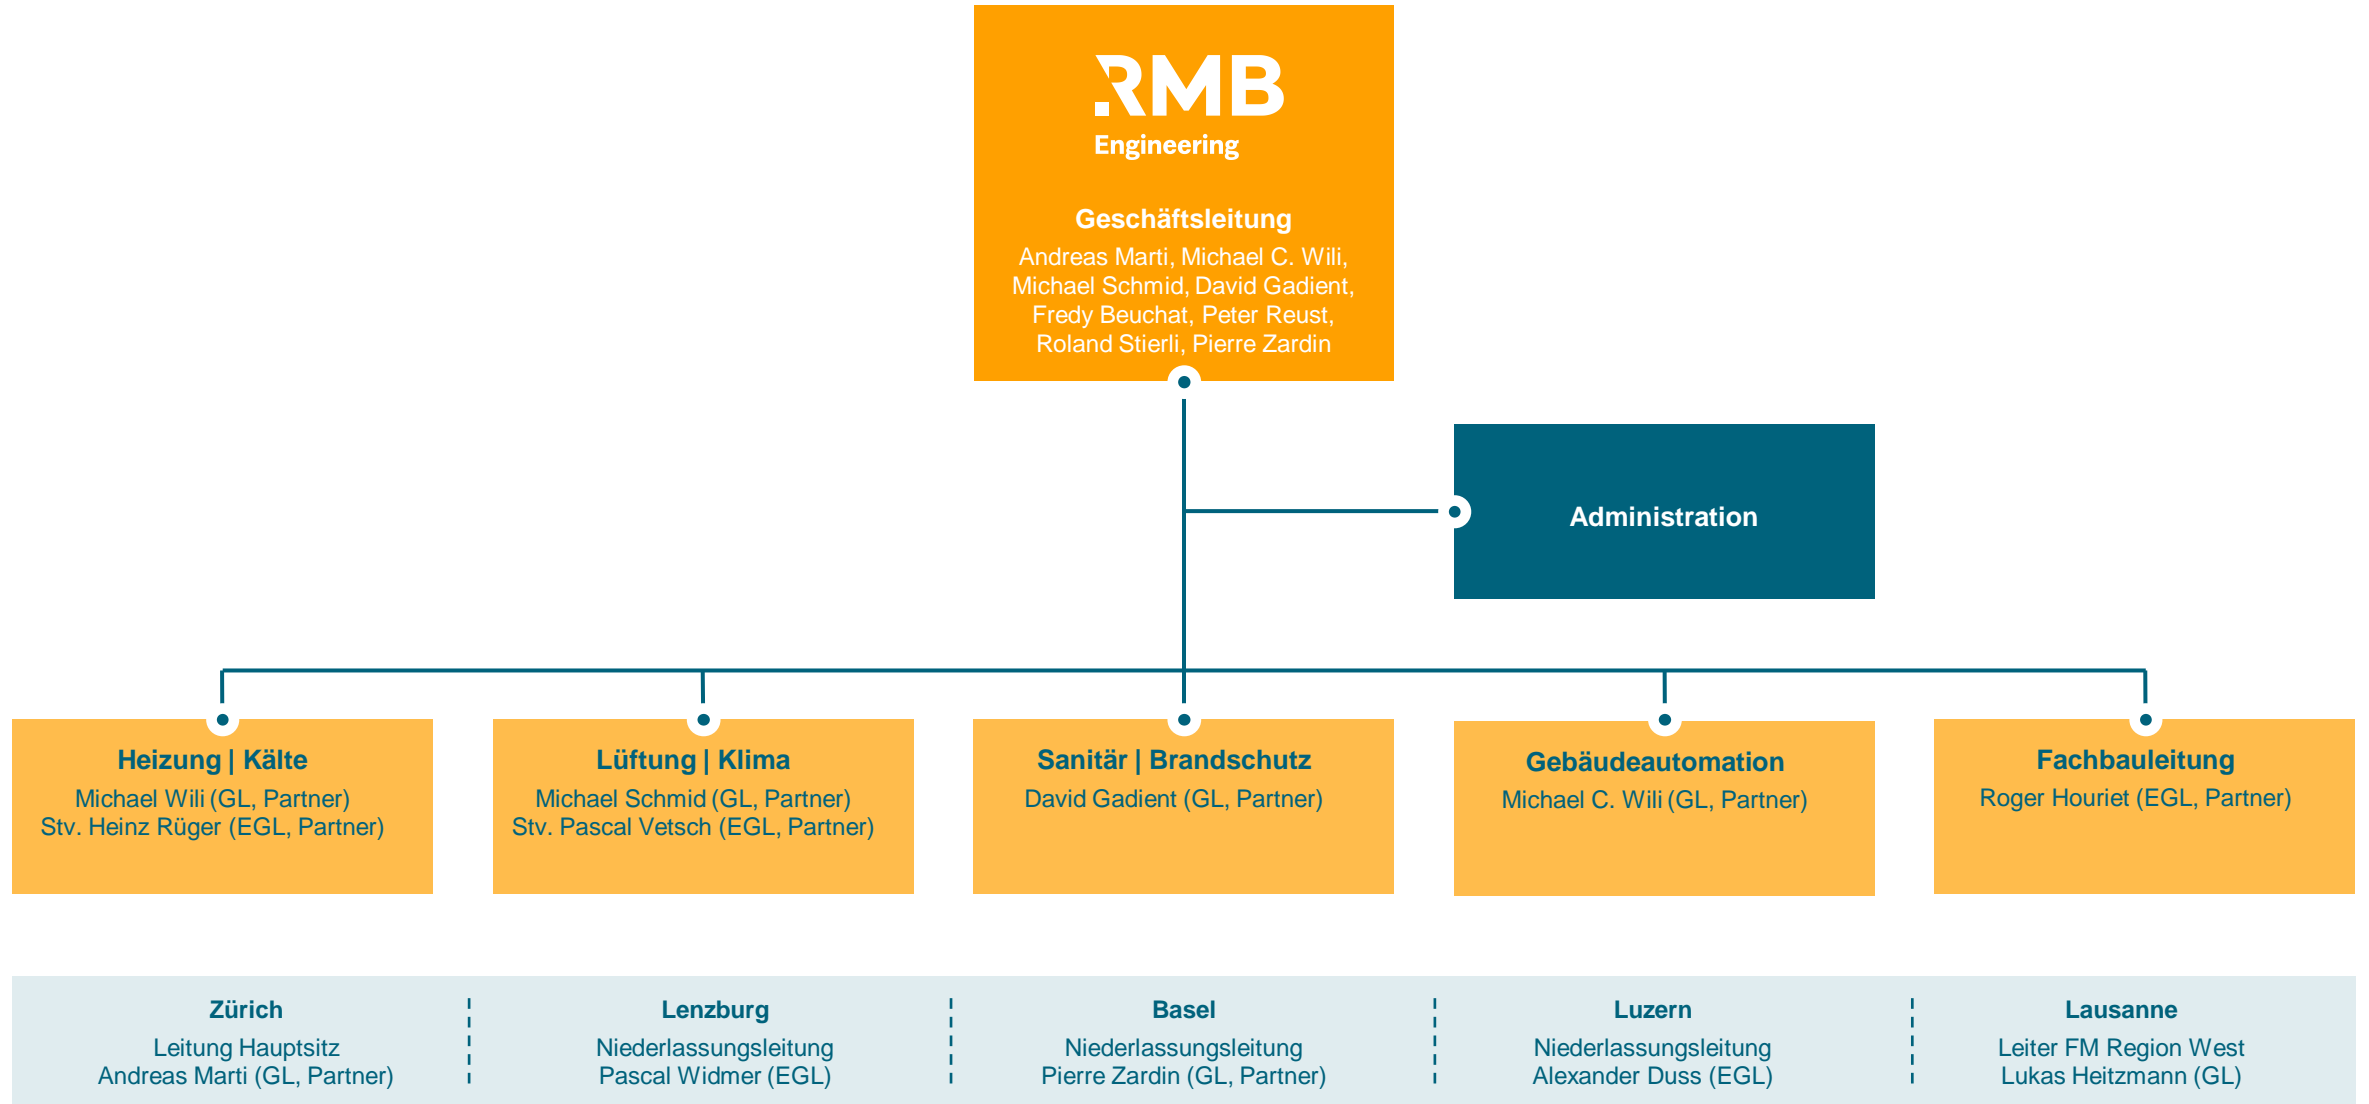 RMB
Engineering
Geschäftsleitung
Andreas Marti, Michael C. Wili,
Michael Schmid, David Gadient,
Fredy Beuchat, Peter Reust,
Roland Stierli, Pierre Zardin
Administration
Heizung | Kälte
Michael Wili (GL, Partner)
Stv. Heinz Rüger (EGL, Partner)
Lüftung | Klima
Michael Schmid (GL, Partner)
Stv. Pascal Vetsch (EGL, Partner)
Sanitär | Brandschutz
David Gadient (GL, Partner)
Gebäudeautomation
Michael C. Wili (GL, Partner)
Fachbauleitung
Roger Houriet (EGL, Partner)
Zürich
Leitung Hauptsitz
Andreas Marti (GL, Partner)
Lenzburg
Niederlassungsleitung
Pascal Widmer (EGL)
Basel
Niederlassungsleitung
Pierre Zardin (GL, Partner)
Luzern
Niederlassungsleitung
Alexander Duss (EGL)
Lausanne
Leiter FM Region West
Lukas Heitzmann (GL)